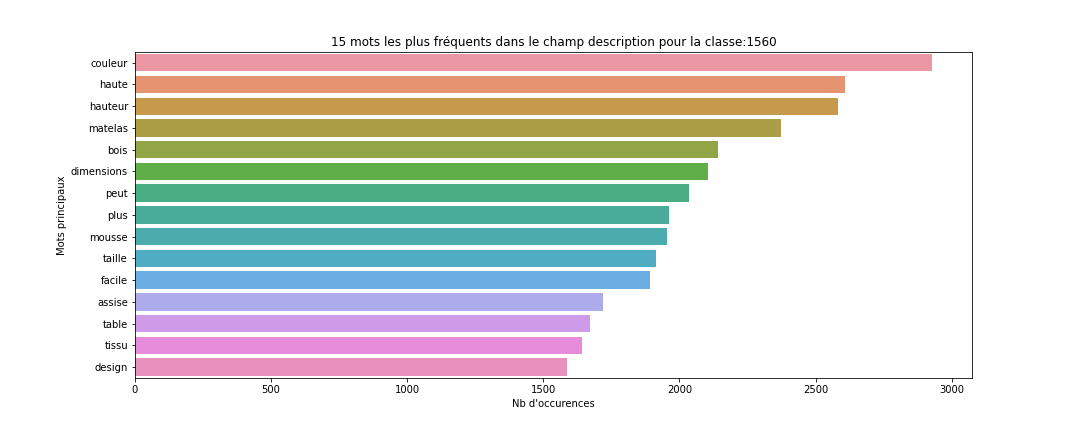 15 mots les plus fréquents dans le champ description pour la classe:1560
Mots principaux
couleur
haute
hauteur
matelas
bois
dimensions
peut
plus
mousse
taille
facile
assise
table
tissu
design
0 500 1000 1500 2000 2500 3000
Nb d'occurences